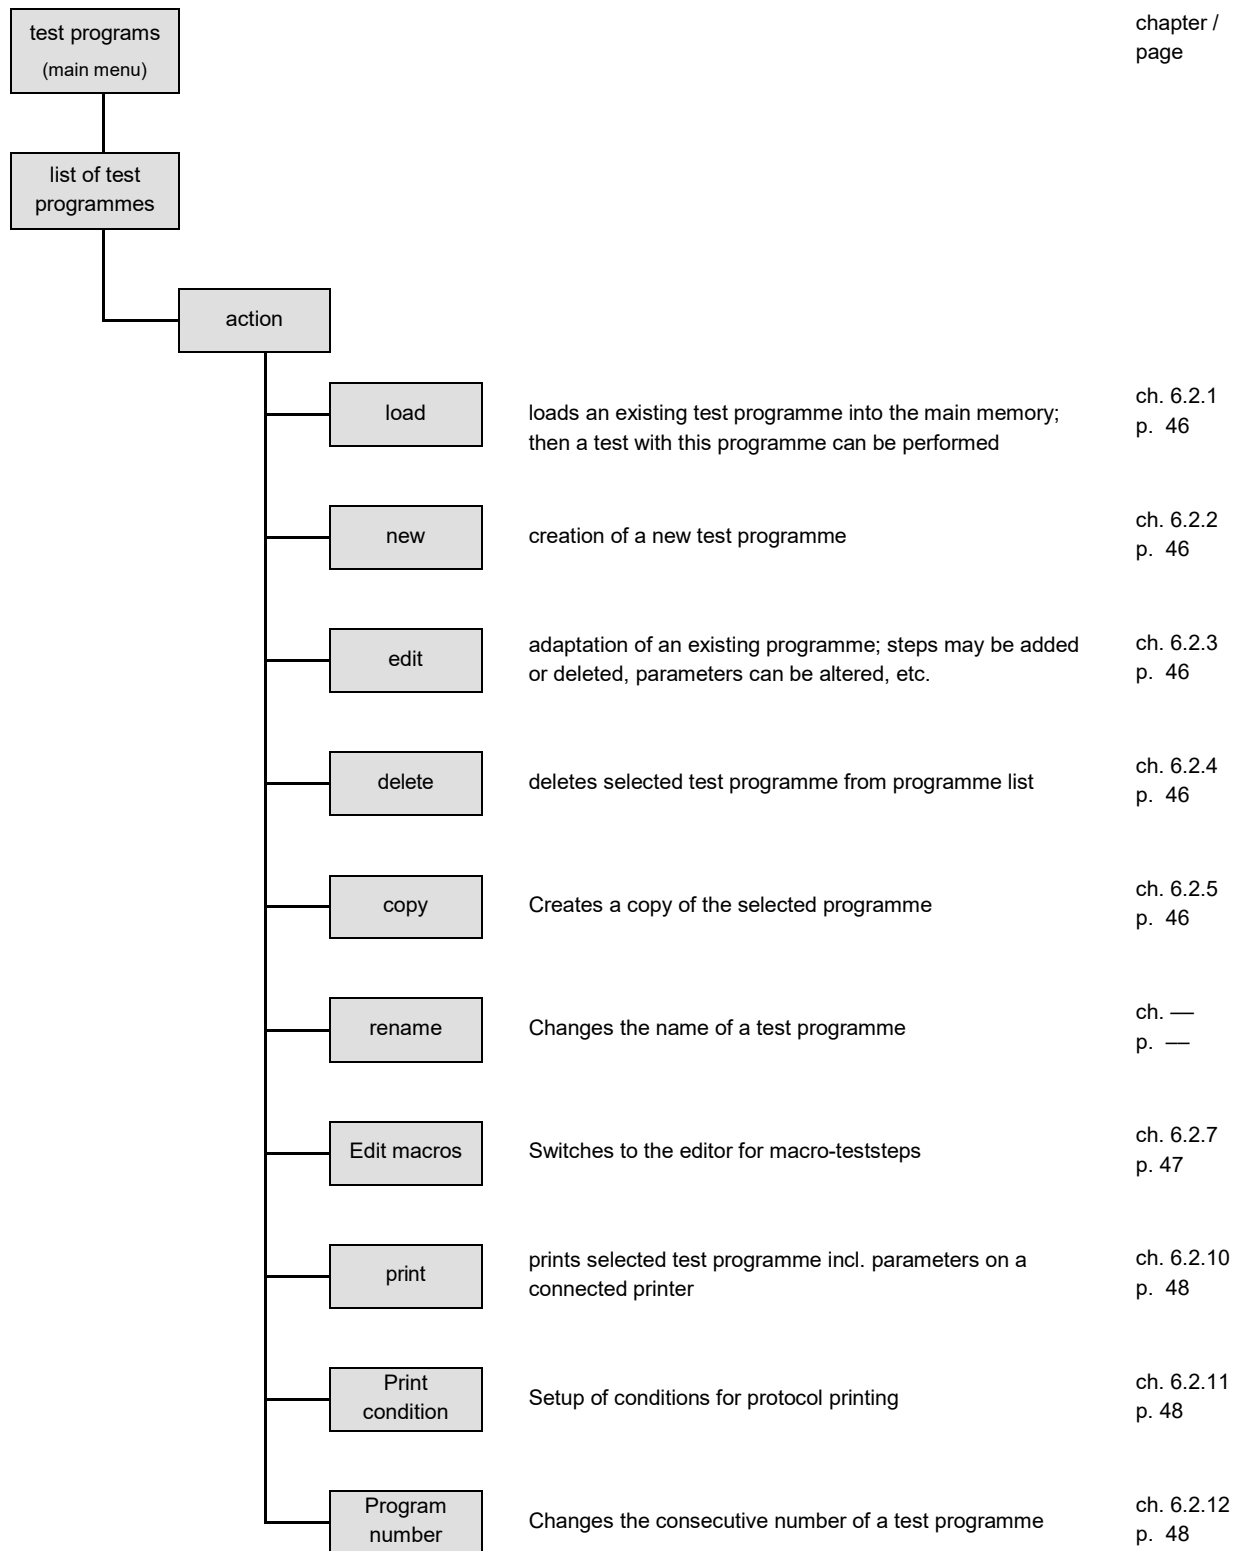 test programs
(main menu)
chapter /
page
list of test
programmes
action
load
loads an existing test programme into the main memory;
then a test with this programme can be performed
ch. 6.2.1
p. 46
new
creation of a new test programme
ch. 6.2.2
p. 46
edit
adaptation of an existing programme; steps may be added
or deleted, parameters can be altered, etc.
ch. 6.2.3
p. 46
delete
deletes selected test programme from programme list
ch. 6.2.4
p. 46
copy
Creates a copy of the selected programme
ch. 6.2.5
p. 46
rename
Changes the name of a test programme
ch. —
p. —
Edit macros
Switches to the editor for macro-teststeps
ch. 6.2.7
p. 47
print
prints selected test programme incl. parameters on a
connected printer
ch. 6.2.10
p. 48
Print
condition
Setup of conditions for protocol printing
ch. 6.2.11
p. 48
Program
number
Changes the consecutive number of a test programme
ch. 6.2.12
p. 48